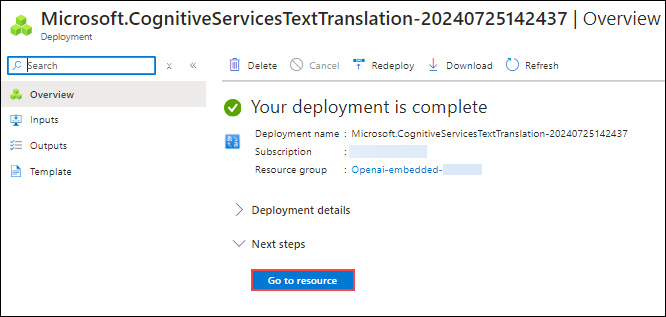 Microsoft.CognitiveServicesTextTranslation-20240725142437 | Overview
Deployment
Search
Overview
Inputs
Outputs
Template
Delete Cancel Redeploy Download Refresh
Your deployment is complete
Deployment name : Microsoft.CognitiveServicesTextTranslation-20240725142437
Subscription :
Resource group : Openai-embedded-
Deployment details
Next steps
Go to resource